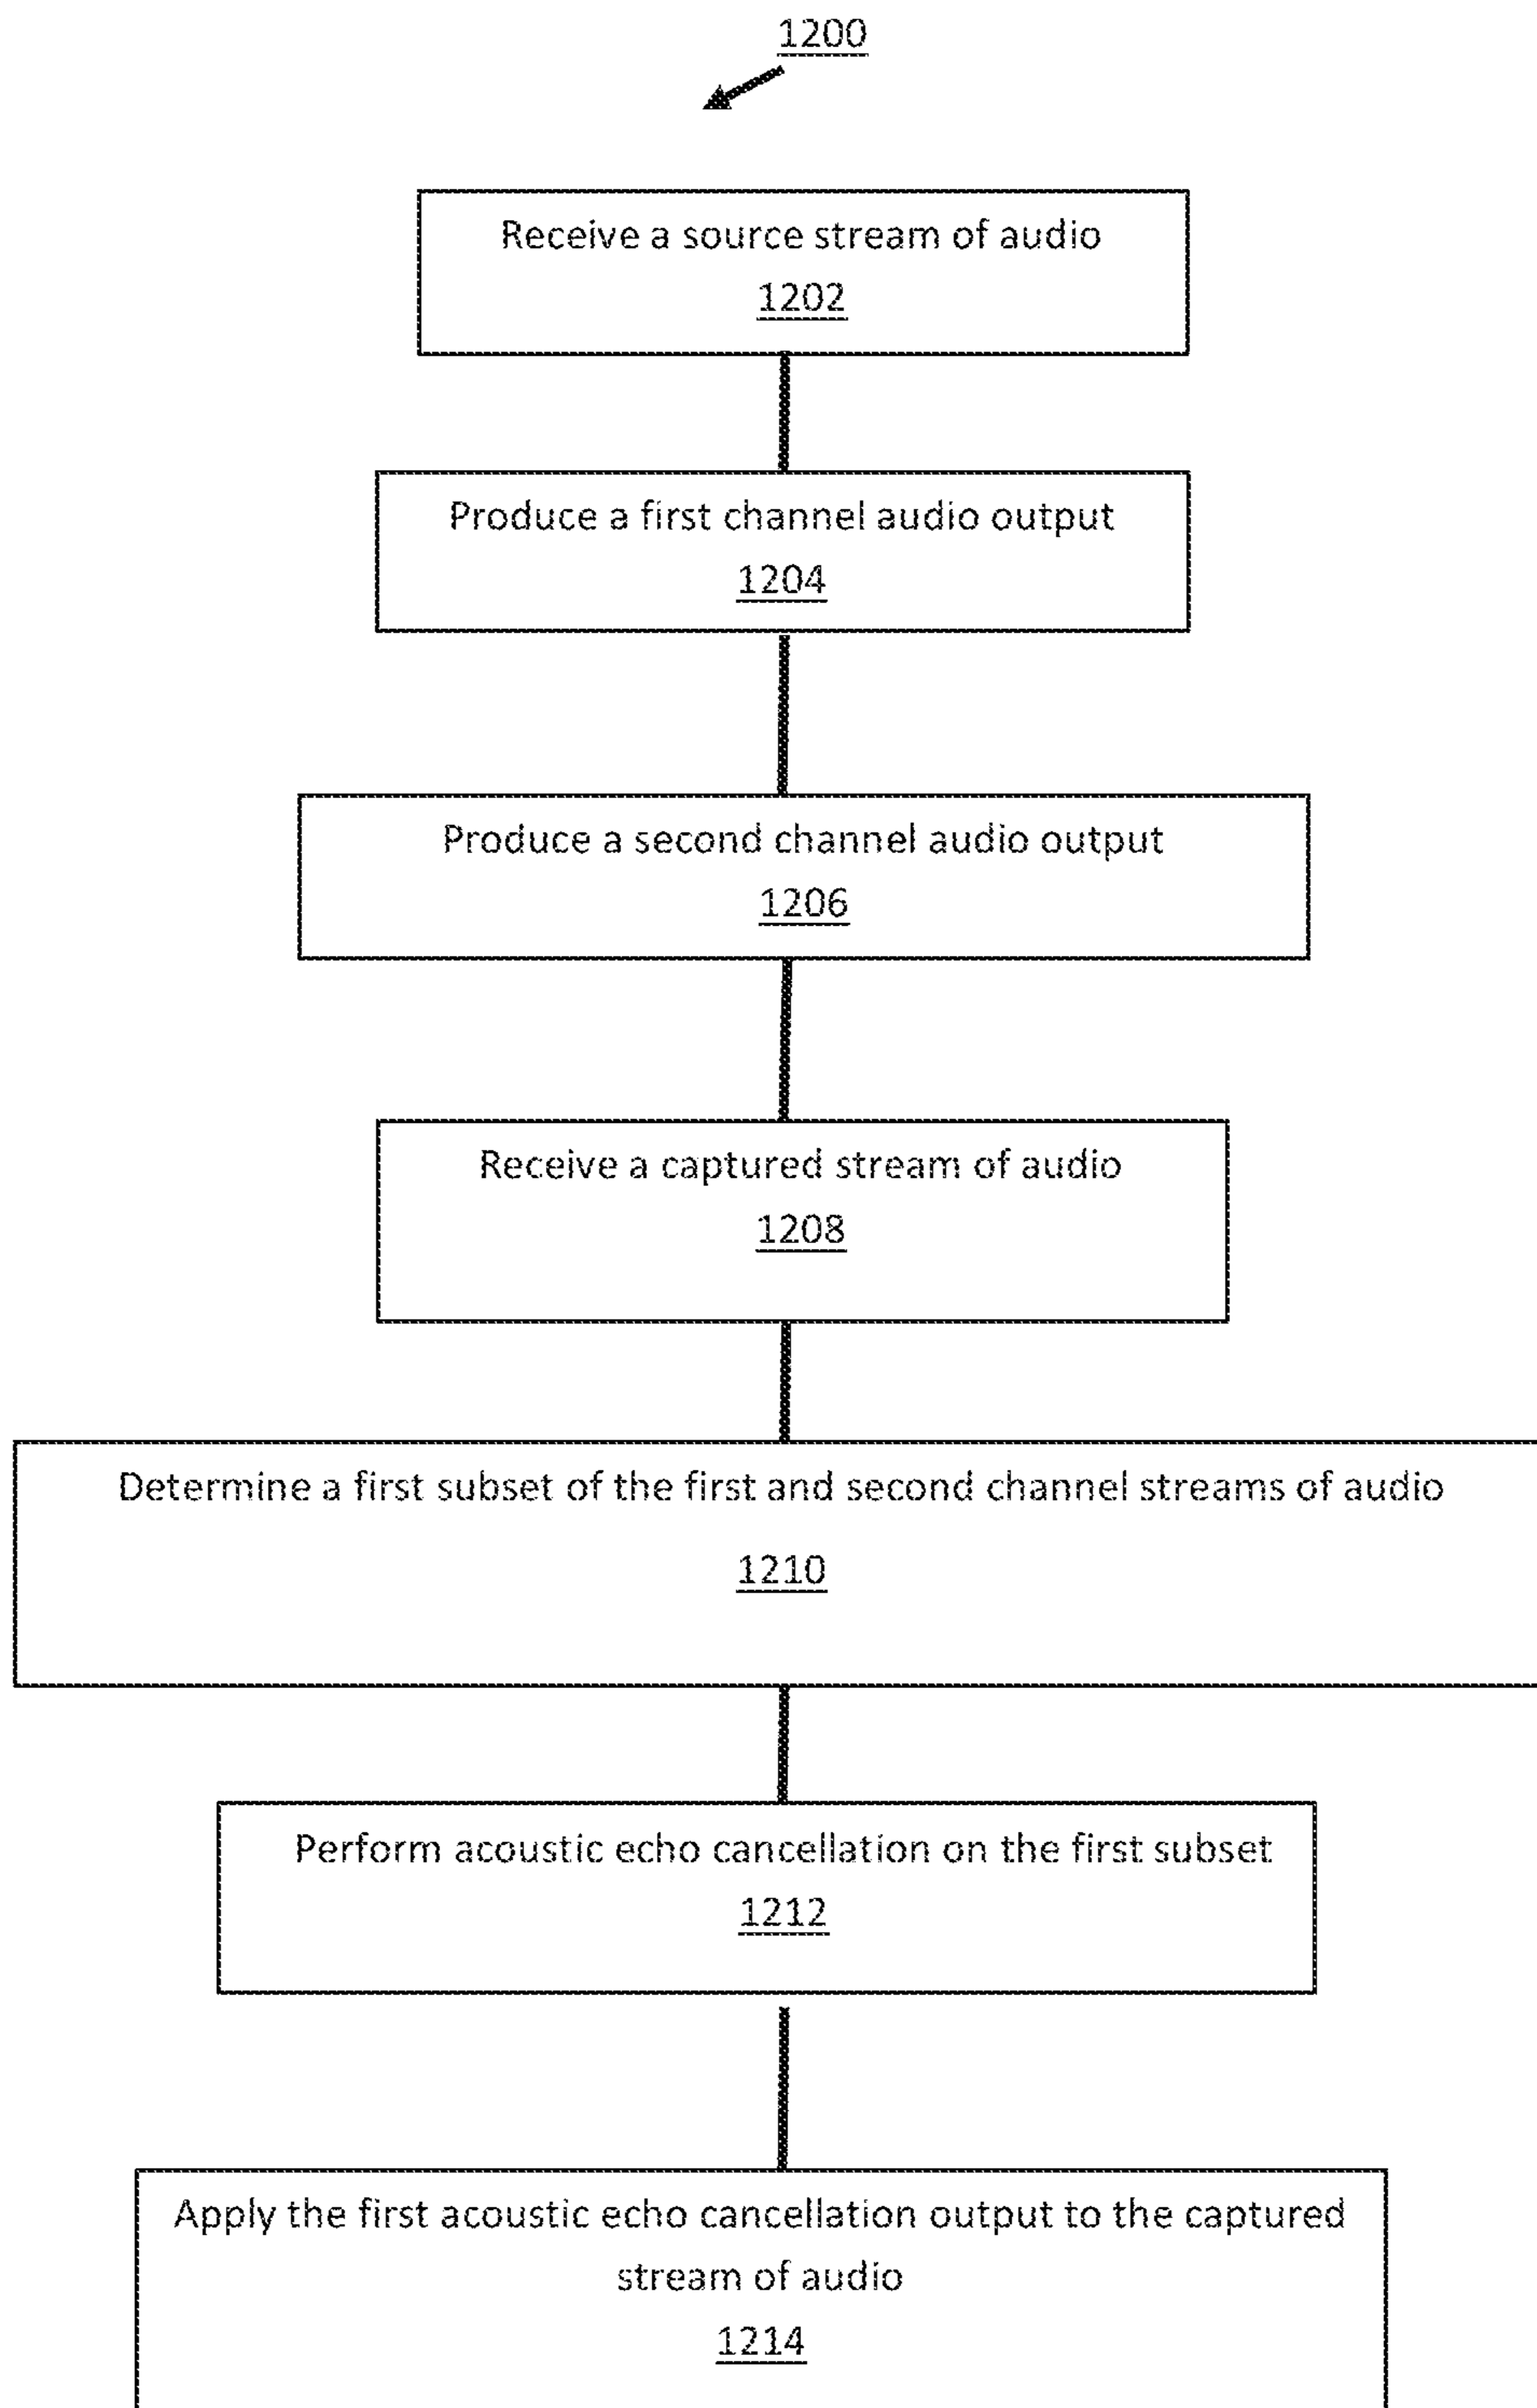 1200
Receive a source stream of audio
1202
Produce a first channel audio output
1204
Produce a second channel audio output
1206
Receive a captured stream of audio
1208
Determine a first subset of the first and second channel streams of audio
1210
Perform acoustic echo cancellation on the first subset
1212
Apply the first acoustic echo cancellation output to the captured
stream of audio
1214